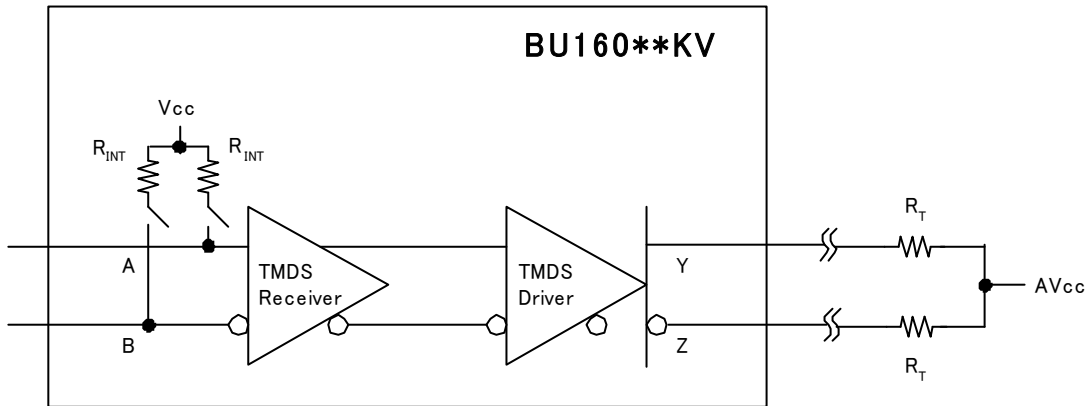 BU160**KV
Vcc
R_INT R_INT
A
B
TMDS
Receiver
TMDS
Driver
Y
Z
R_T
R_T
AVcc